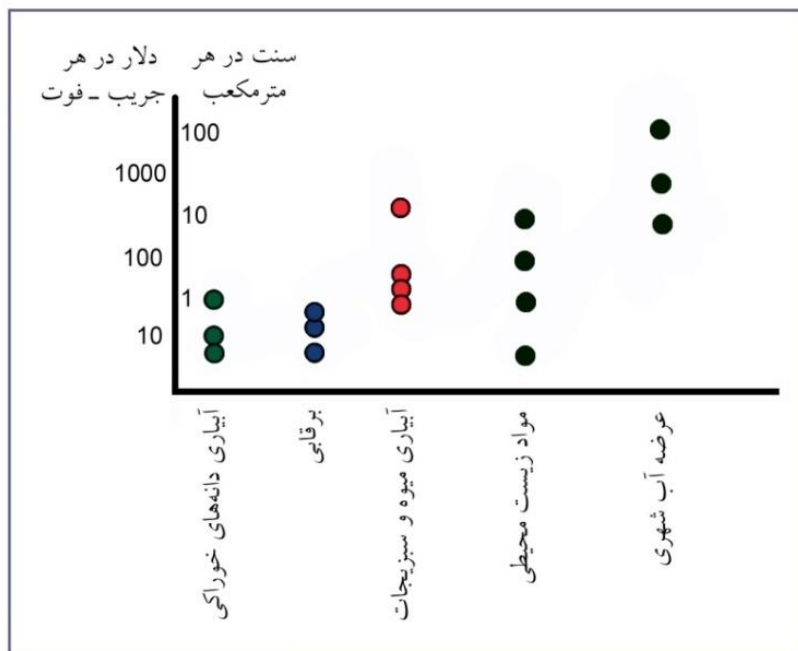 سنت در هر
مترمکعب
دلار در هر
جریب ـ فوت
100
1000
10
100
1
10
آبیاری دانه‌های خوراکی
برقابی
آبیاری میوه و سبزیجات
مواد زیست محیطی
عرضه آب شهری